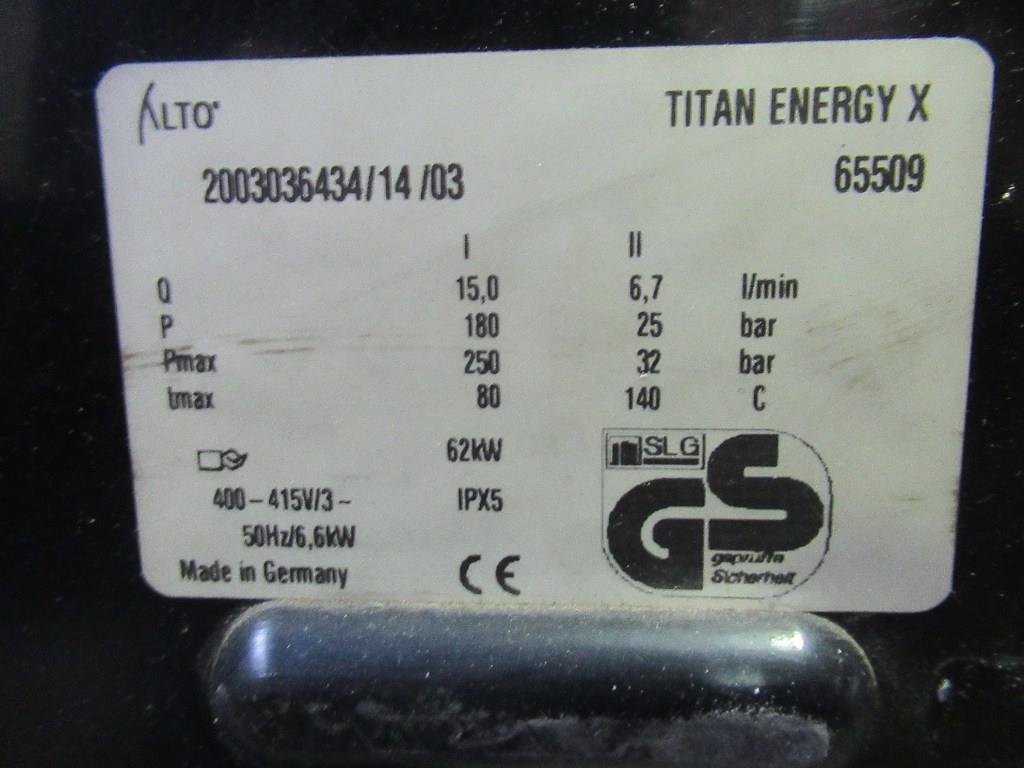 ALTO
TITAN ENERGY X
2003036434/14 /03
65509
I II
Q 15,0 6,7 l/min
P 180 25 bar
Pmax 250 32 bar
tmax 80 140 C
62kW
400-415V/3~ IPX5
50Hz/6,6kW
Made in Germany CE
SLG
GS
geprüfte
Sicherheit